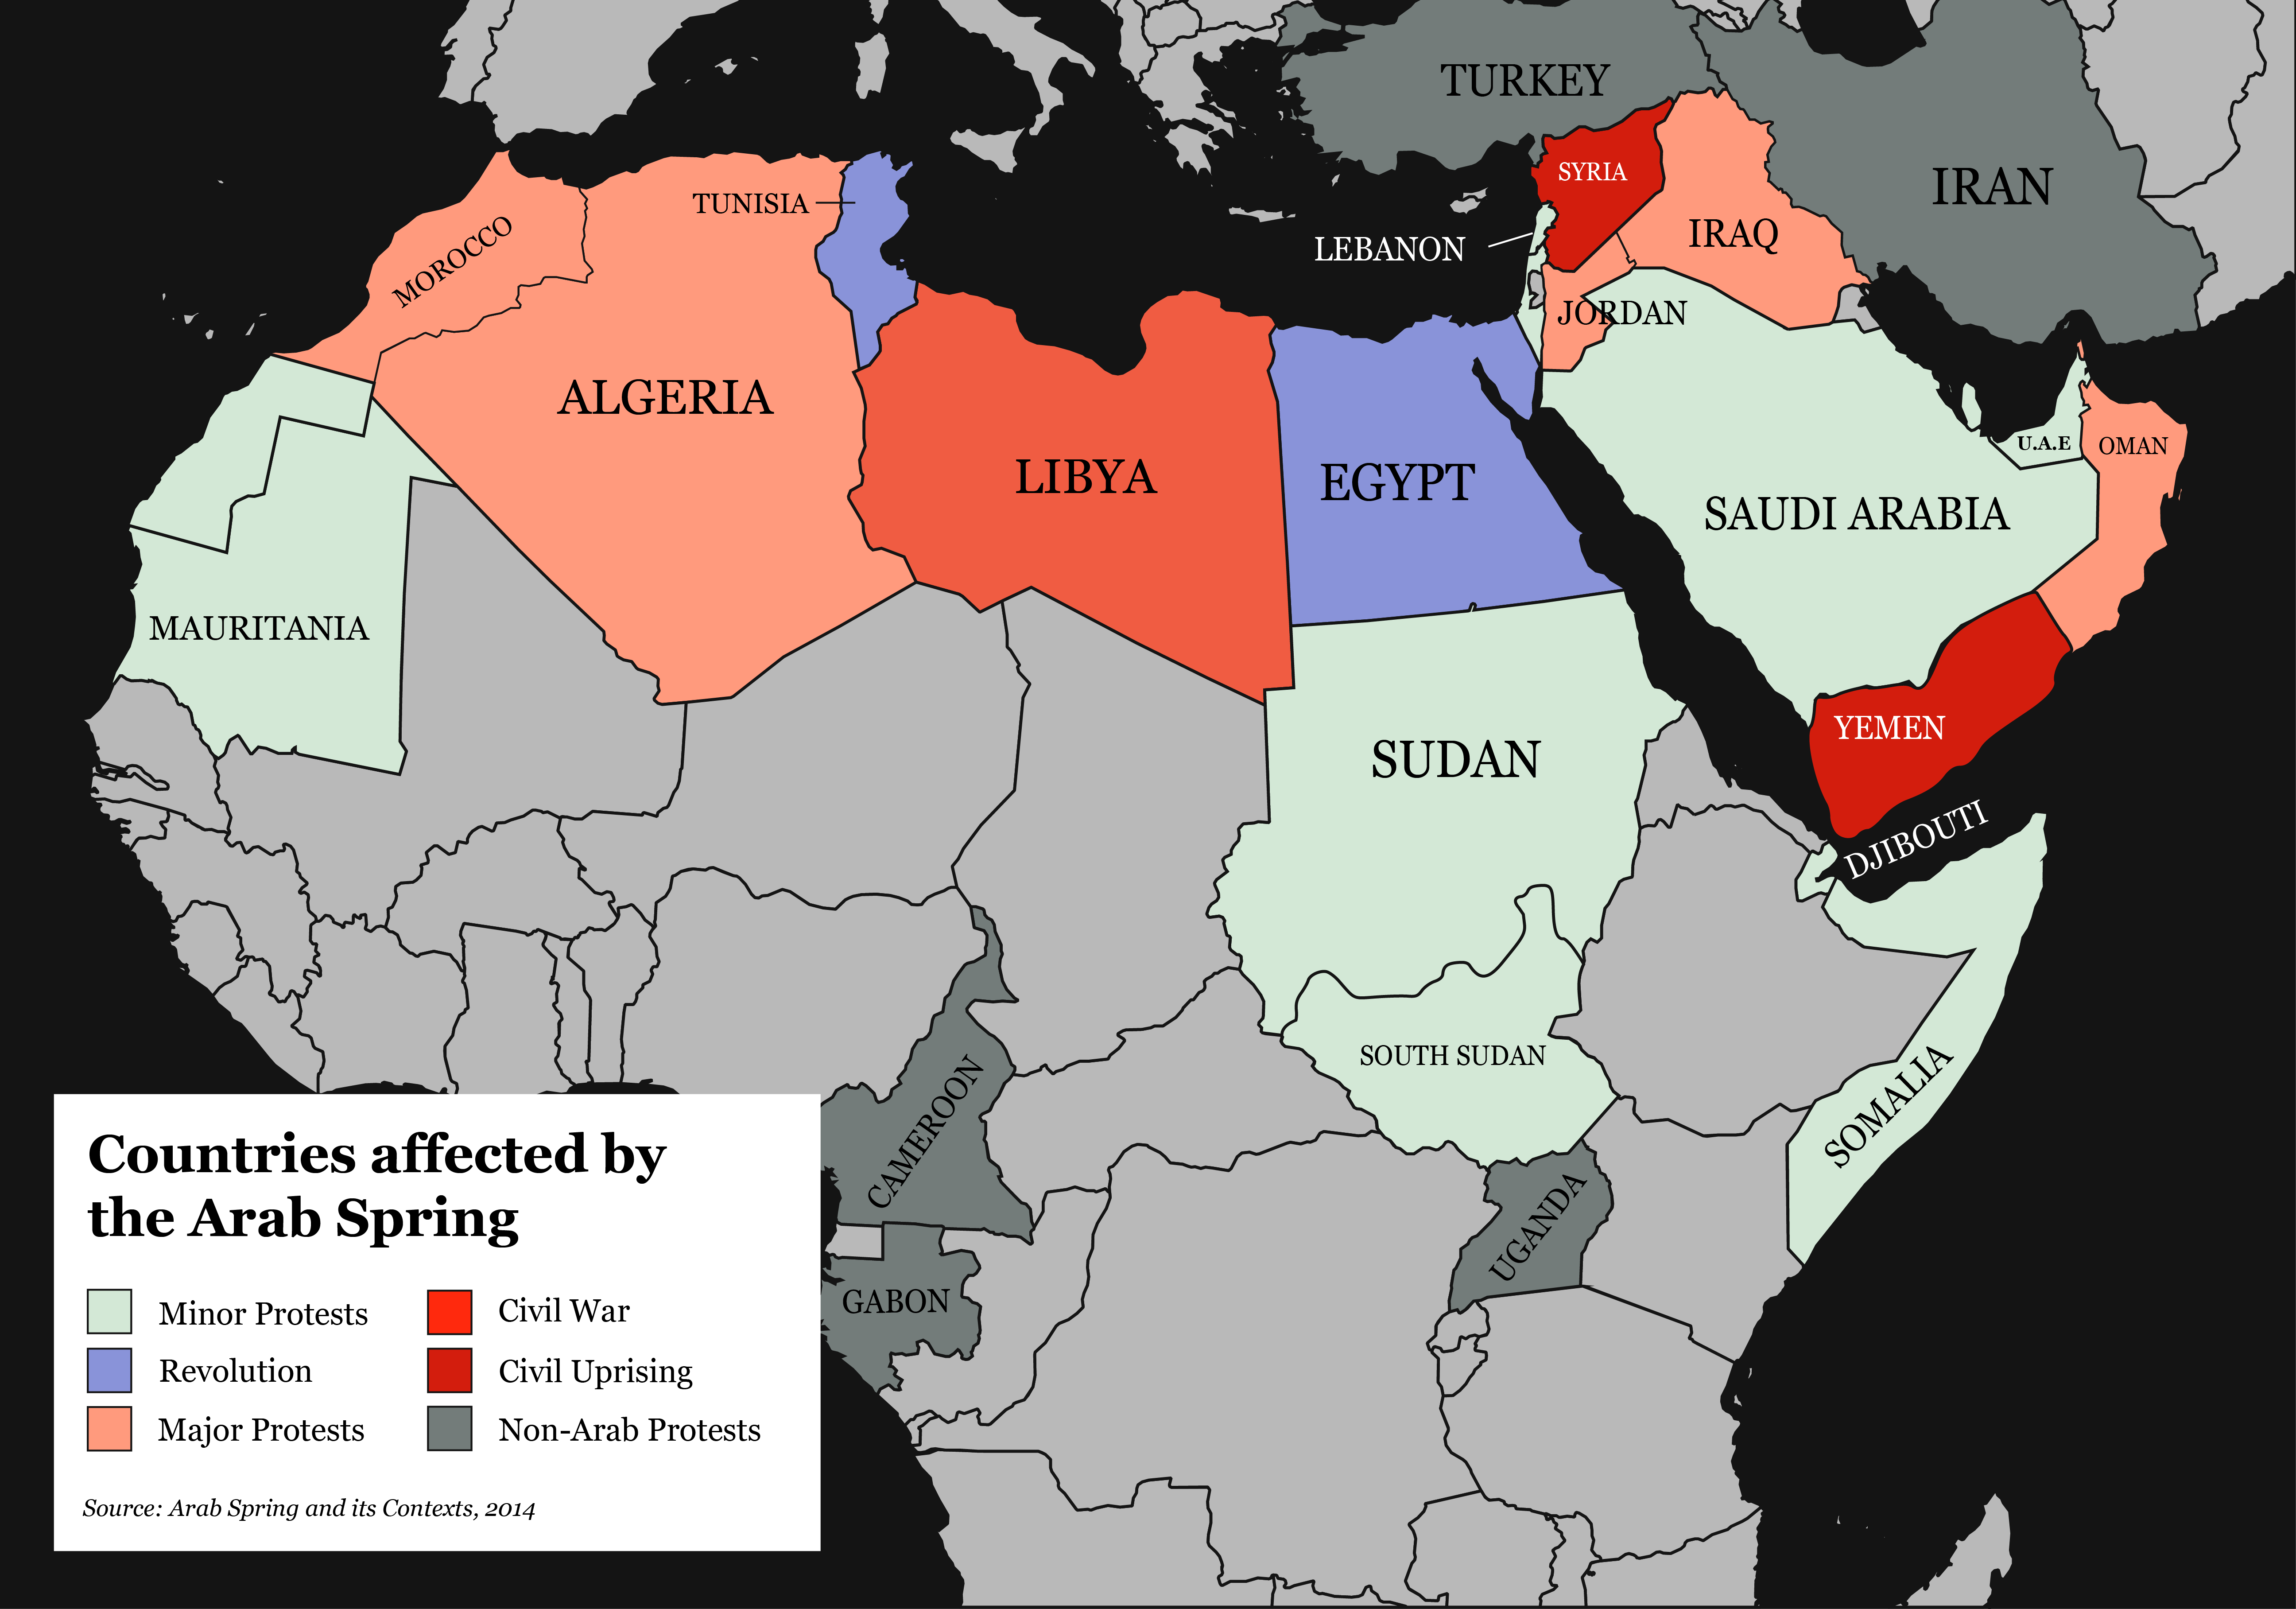 TURKEY
SYRIA
IRAN
TUNISIA
MOROCCO
IRAQ
LEBANON
JORDAN
ALGERIA
LIBYA
EGYPT
U.A.E
OMAN
SAUDI ARABIA
MAURITANIA
YEMEN
SUDAN
DJIBOUTI
SOUTH SUDAN
SOMALIA
CAMEROON
UGANDA
GABON
Countries affected by
the Arab Spring
Minor Protests
Revolution
Major Protests
Civil War
Civil Uprising
Non-Arab Protests
Source: Arab Spring and its Contexts, 2014